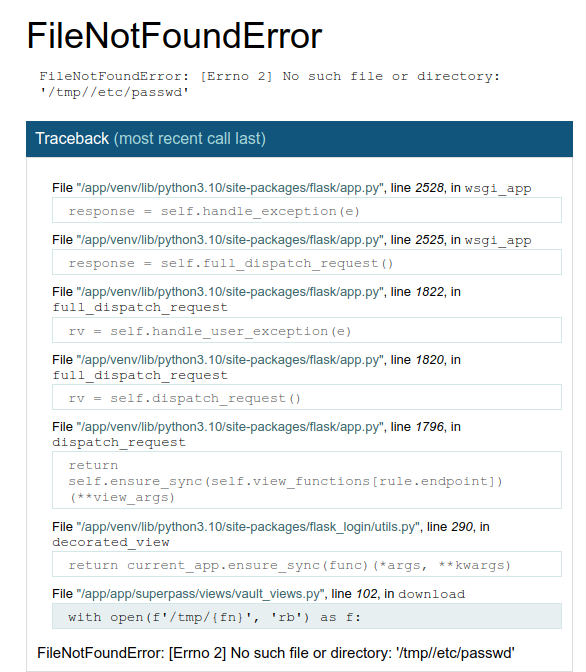 FileNotFoundError
FileNotFoundError: [Errno 2] No such file or directory:
'/tmp//etc/passwd'
Traceback (most recent call last)
File "/app/venv/lib/python3.10/site-packages/flask/app.py", line 2528, in wsgi_app
response = self.handle_exception(e)
File "/app/venv/lib/python3.10/site-packages/flask/app.py", line 2525, in wsgi_app
response = self.full_dispatch_request()
File "/app/venv/lib/python3.10/site-packages/flask/app.py", line 1822, in
full_dispatch_request
rv = self.handle_user_exception(e)
File "/app/venv/lib/python3.10/site-packages/flask/app.py", line 1820, in
full_dispatch_request
rv = self.dispatch_request()
File "/app/venv/lib/python3.10/site-packages/flask/app.py", line 1796, in
dispatch_request
return
self.ensure_sync(self.view_functions[rule.endpoint])
(**view_args)
File "/app/venv/lib/python3.10/site-packages/flask_login/utils.py", line 290, in
decorated_view
return current_app.ensure_sync(func)(*args, **kwargs)
File "/app/app/superpass/views/vault_views.py", line 102, in download
with open(f'/tmp/{fn}', 'rb') as f:
FileNotFoundError: [Errno 2] No such file or directory: '/tmp//etc/passwd'